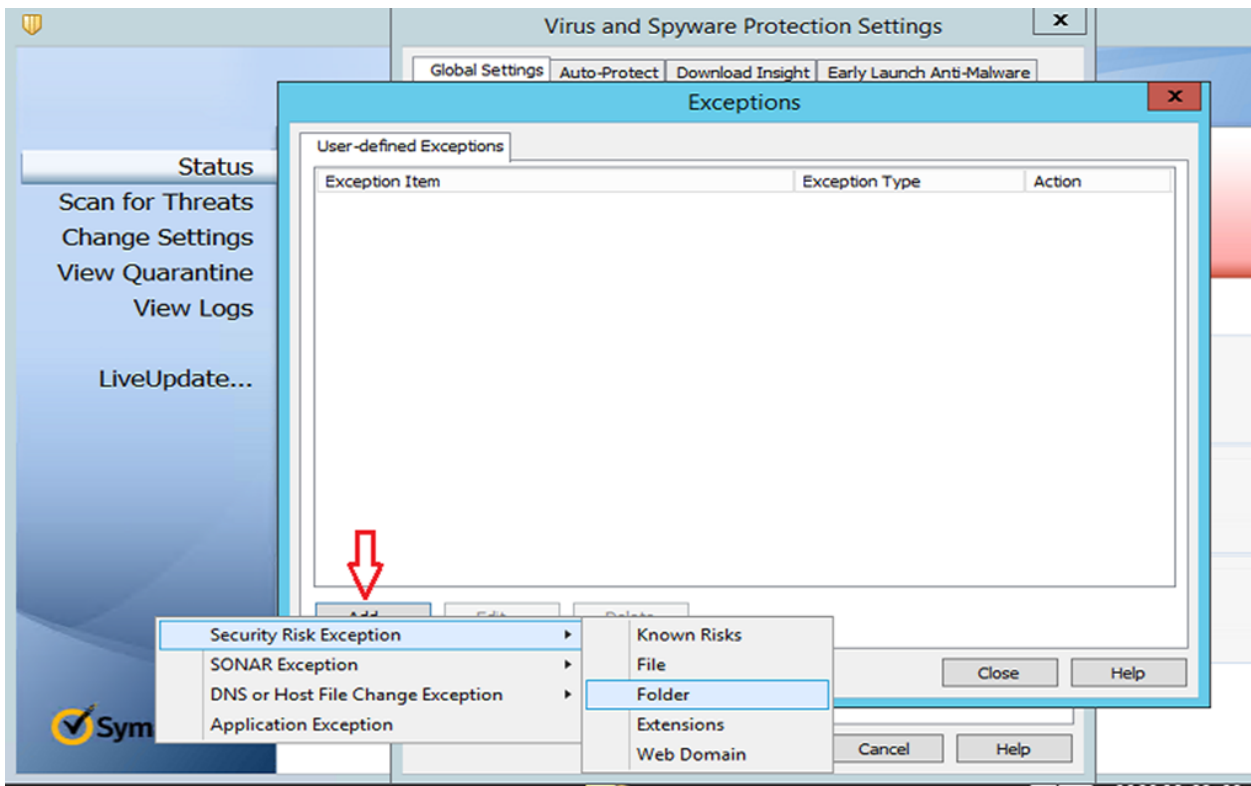 Virus and Spyware Protection Settings
x
Global Settings
Auto-Protect
Download Insight
Early Launch Anti-Malware
Exceptions
x
User-defined Exceptions
Exception Item
Exception Type
Action
Status
Scan for Threats
Change Settings
View Quarantine
View Logs
LiveUpdate...
Security Risk Exception
SONAR Exception
DNS or Host File Change Exception
Application Exception
Known Risks
File
Folder
Extensions
Web Domain
Close
Help
Sym
Cancel
Help